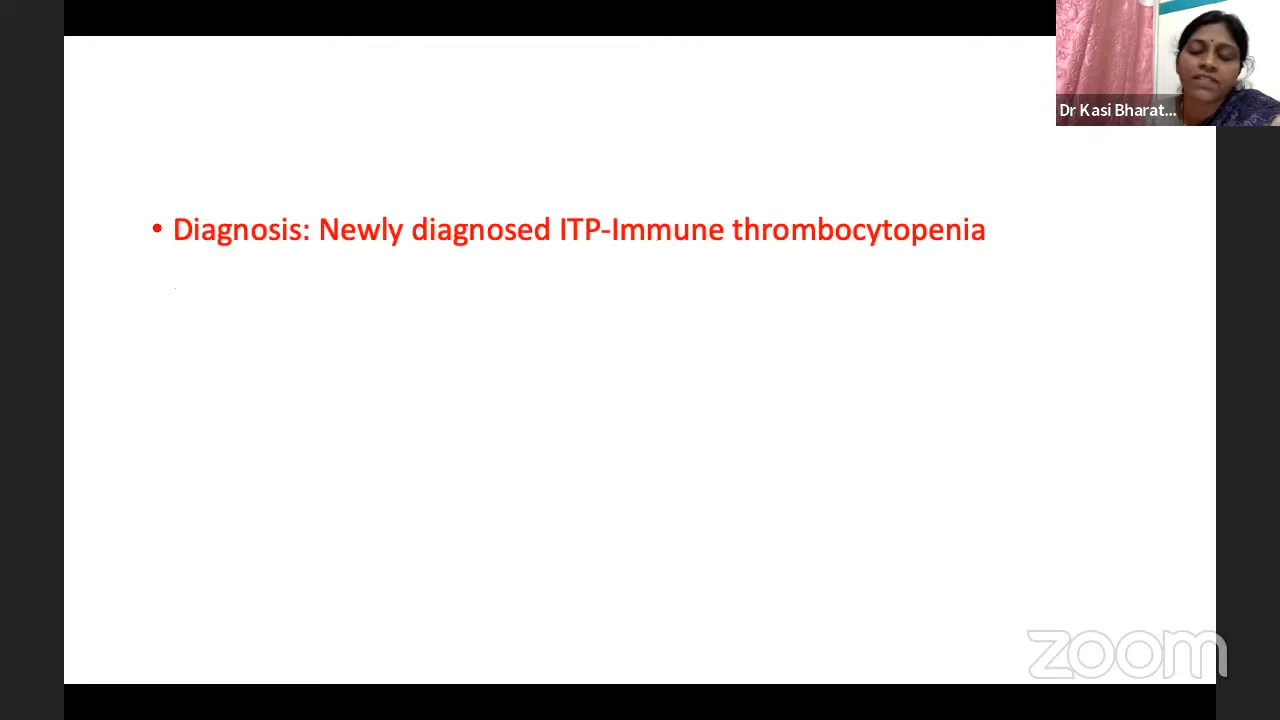 Dr Kasi Bharat...
• Diagnosis: Newly diagnosed ITP-Immune thrombocytopenia
zoom